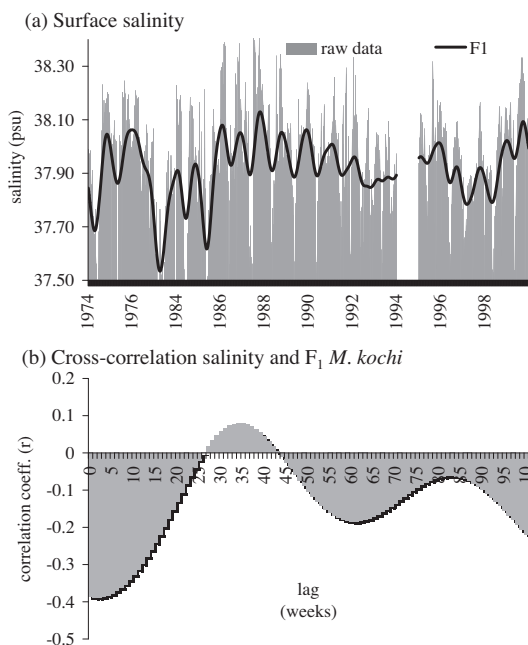 (a) Surface salinity
raw data F1
38.30
38.10
37.90
37.70
37.50
salinity (psu)
1974 1976 1984 1986 1988 1990 1992 1994 1996 1998
(b) Cross-correlation salinity and F1 M. kochi
0.2
0.1
0
-0.1
-0.2
-0.3
-0.4
-0.5
correlation coeff. (r)
0 5 10 15 20 25 30 35 40 45 50 55 60 65 70 75 80 85 90 95
lag
(weeks)